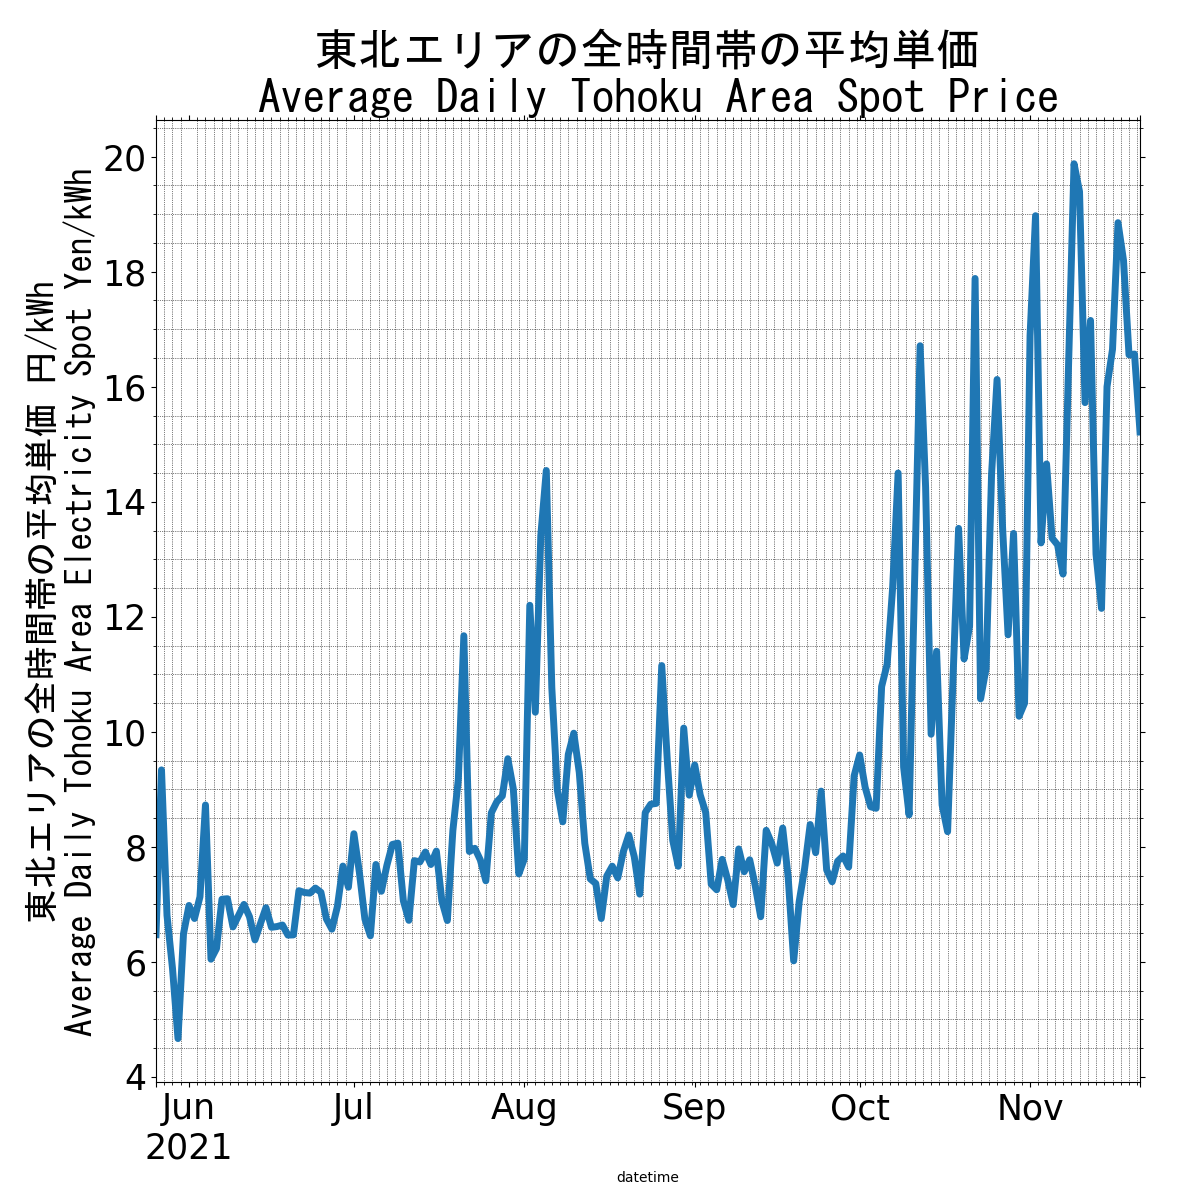 東北エリアの全時間帯の平均単価
Average Daily Tohoku Area Spot Price
東北エリアの全時間帯の平均単価 円/kWh
Average Daily Tohoku Area Electricity Spot Yen/kWh
20
18
16
14
12
10
8
6
4
Jun Jul Aug Sep Oct Nov
2021
datetime